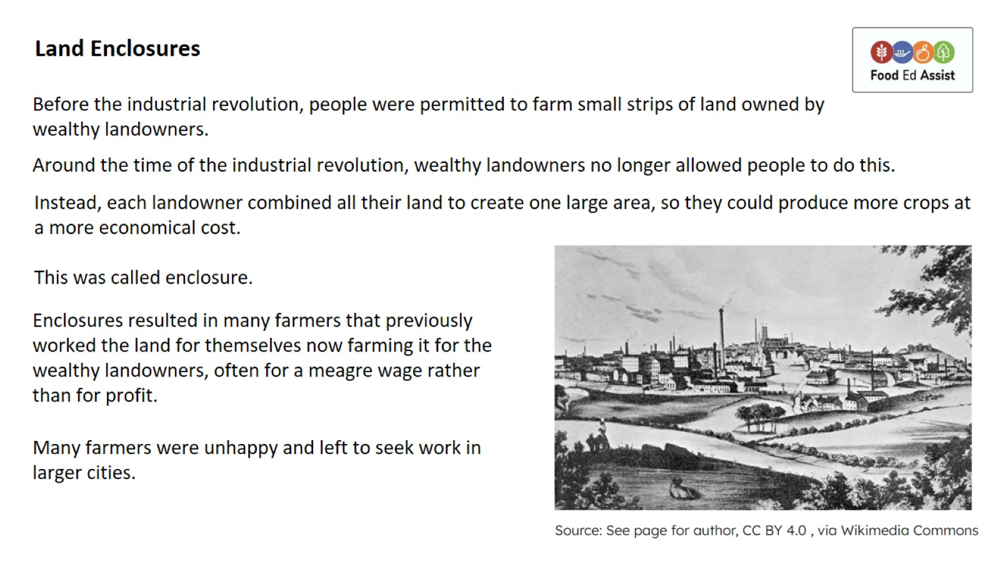 Land Enclosures
Food Ed Assist
Before the industrial revolution, people were permitted to farm small strips of land owned by
wealthy landowners.
Around the time of the industrial revolution, wealthy landowners no longer allowed people to do this.
Instead, each landowner combined all their land to create one large area, so they could produce more crops at
a more economical cost.
This was called enclosure.
Enclosures resulted in many farmers that previously
worked the land for themselves now farming it for the
wealthy landowners, often for a meagre wage rather
than for profit.
Many farmers were unhappy and left to seek work in
larger cities.
Source: See page for author, CC BY 4.0 , via Wikimedia Commons